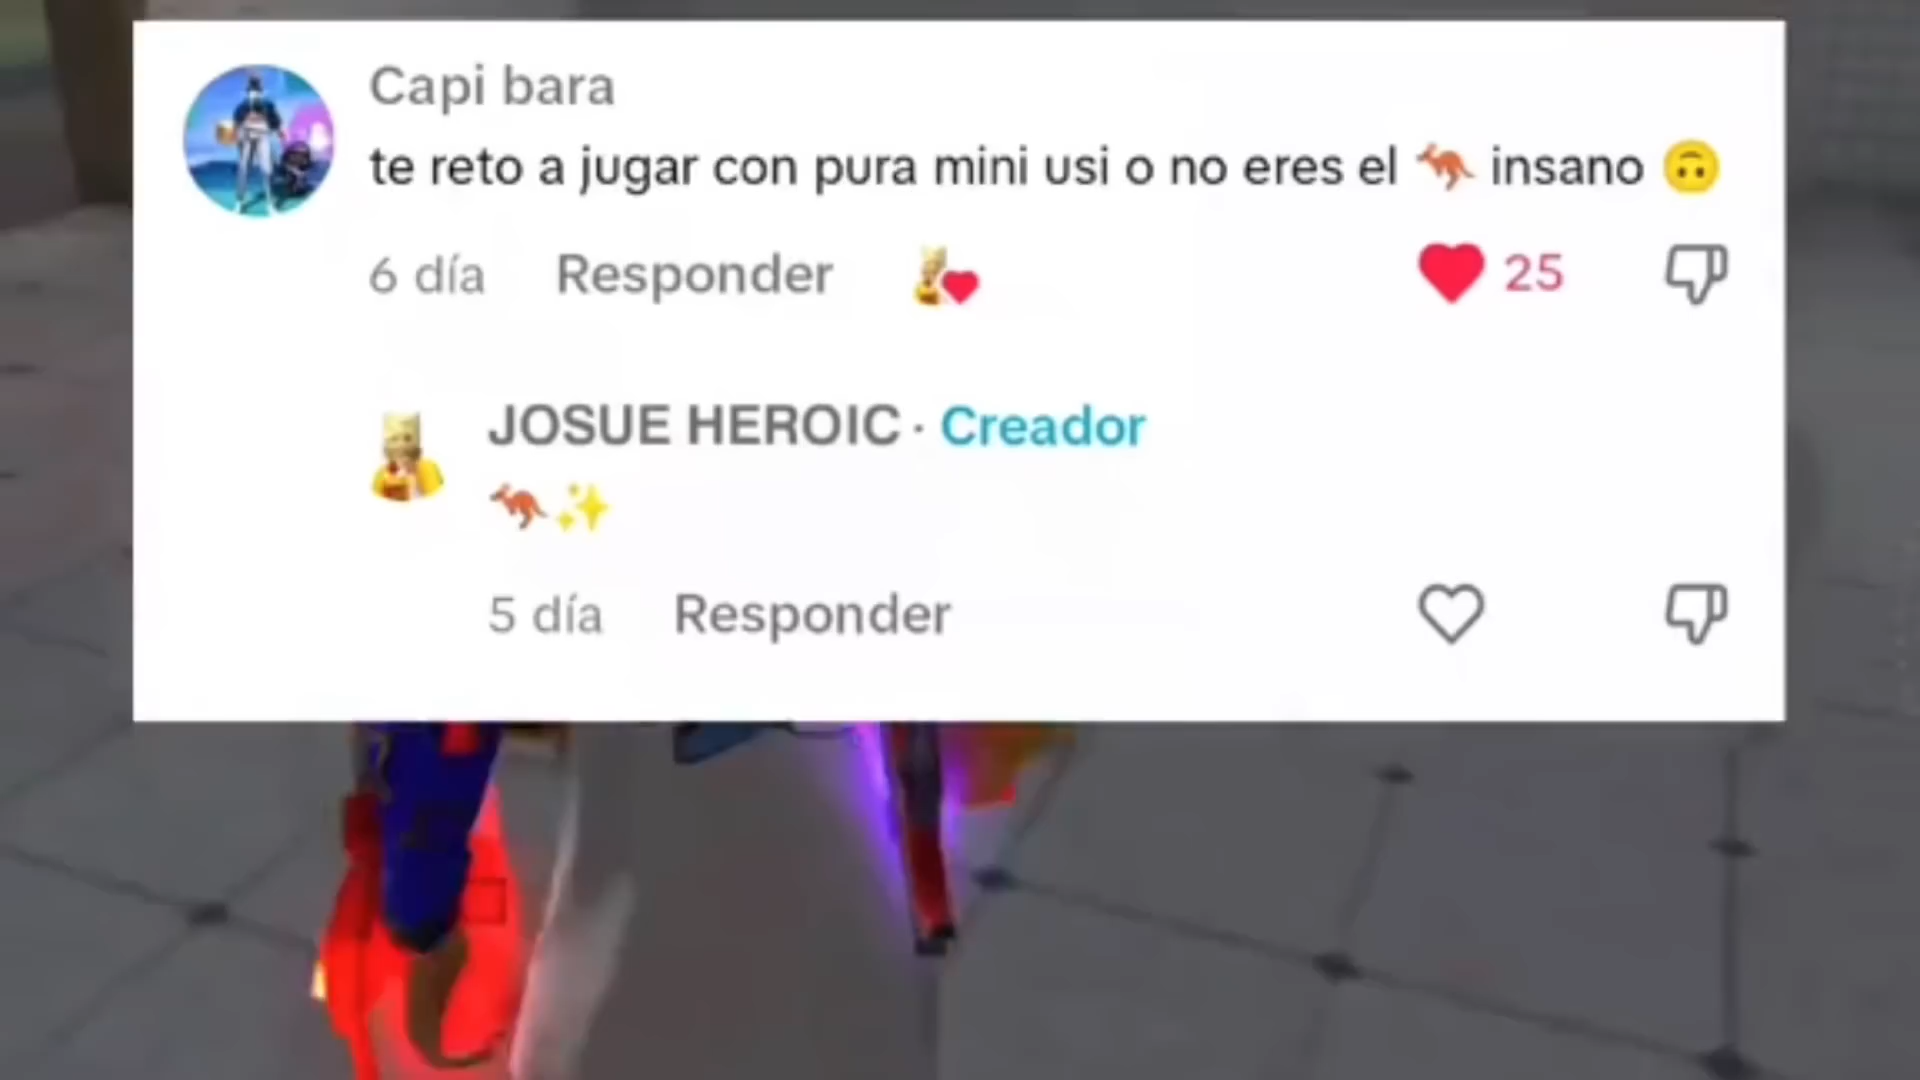 Capi bara
te reto a jugar con pura mini usi o no eres el 🦘 insano 🙃
6 día Responder 25
JOSUE HEROIC · Creador
🦘✨
5 día Responder